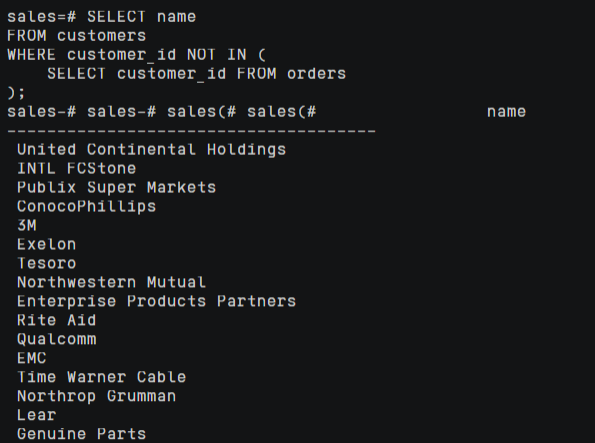 sales=# SELECT name
FROM customers
WHERE customer_id NOT IN (
    SELECT customer_id FROM orders
);
sales-# sales-# sales(# sales(#                 name
-------------------------------------
 United Continental Holdings
 INTL FCStone
 Publix Super Markets
 ConocoPhillips
 3M
 Exelon
 Tesoro
 Northwestern Mutual
 Enterprise Products Partners
 Rite Aid
 Qualcomm
 EMC
 Time Warner Cable
 Northrop Grumman
 Lear
 Genuine Parts